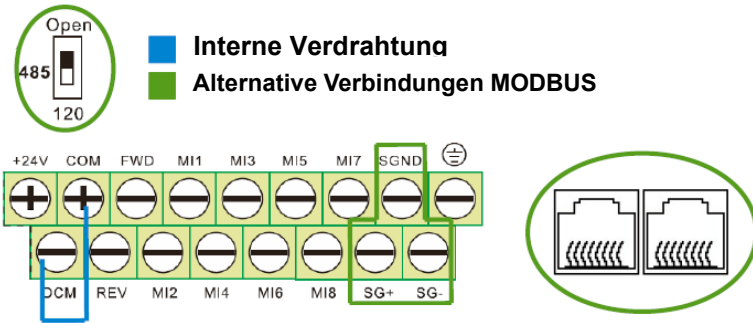 Open
485
120
Interne Verdrahtung
Alternative Verbindungen MODBUS
+24V COM FWD MI1 MI3 MI5 MI7 SGND
DCM REV MI2 MI4 MI6 MI8 SG+ SG-